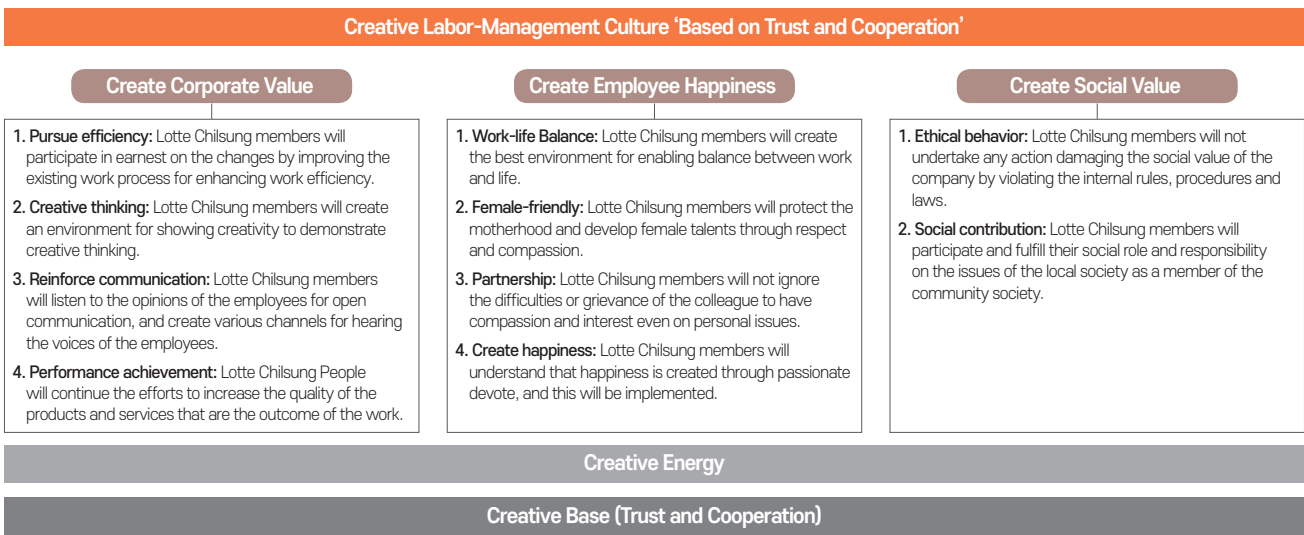 Creative Labor-Management Culture ‘Based on Trust and Cooperation’
Create Corporate Value
1. Pursue efficiency: Lotte Chilsung members will
participate in earnest on the changes by improving the
existing work process for enhancing work efficiency.
2. Creative thinking: Lotte Chilsung members will create
an environment for showing creativity to demonstrate
creative thinking.
3. Reinforce communication: Lotte Chilsung members
will listen to the opinions of the employees for open
communication, and create various channels for hearing
the voices of the employees.
4. Performance achievement: Lotte Chilsung People
will continue the efforts to increase the quality of the
products and services that are the outcome of the work.
Create Employee Happiness
1. Work-life Balance: Lotte Chilsung members will create
the best environment for enabling balance between work
and life.
2. Female-friendly: Lotte Chilsung members will protect the
motherhood and develop female talents through respect
and compassion.
3. Partnership: Lotte Chilsung members will not ignore
the difficulties or grievance of the colleague to have
compassion and interest even on personal issues.
4. Create happiness: Lotte Chilsung members will
understand that happiness is created through passionate
devote, and this will be implemented.
Create Social Value
1. Ethical behavior: Lotte Chilsung members will not
undertake any action damaging the social value of the
company by violating the internal rules, procedures and
laws.
2. Social contribution: Lotte Chilsung members will
participate and fulfill their social role and responsibility
on the issues of the local society as a member of the
community society.
Creative Energy
Creative Base (Trust and Cooperation)